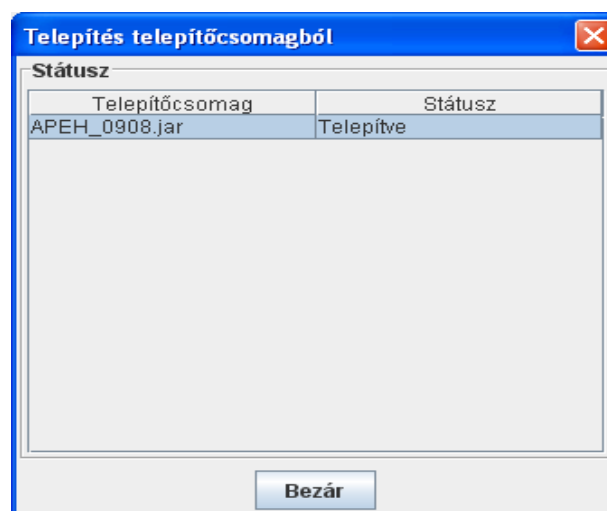 Telepítés telepítőcsomagból
Státusz
Telepítőcsomag Státusz
APEH_0908.jar Telepítve
Bezár